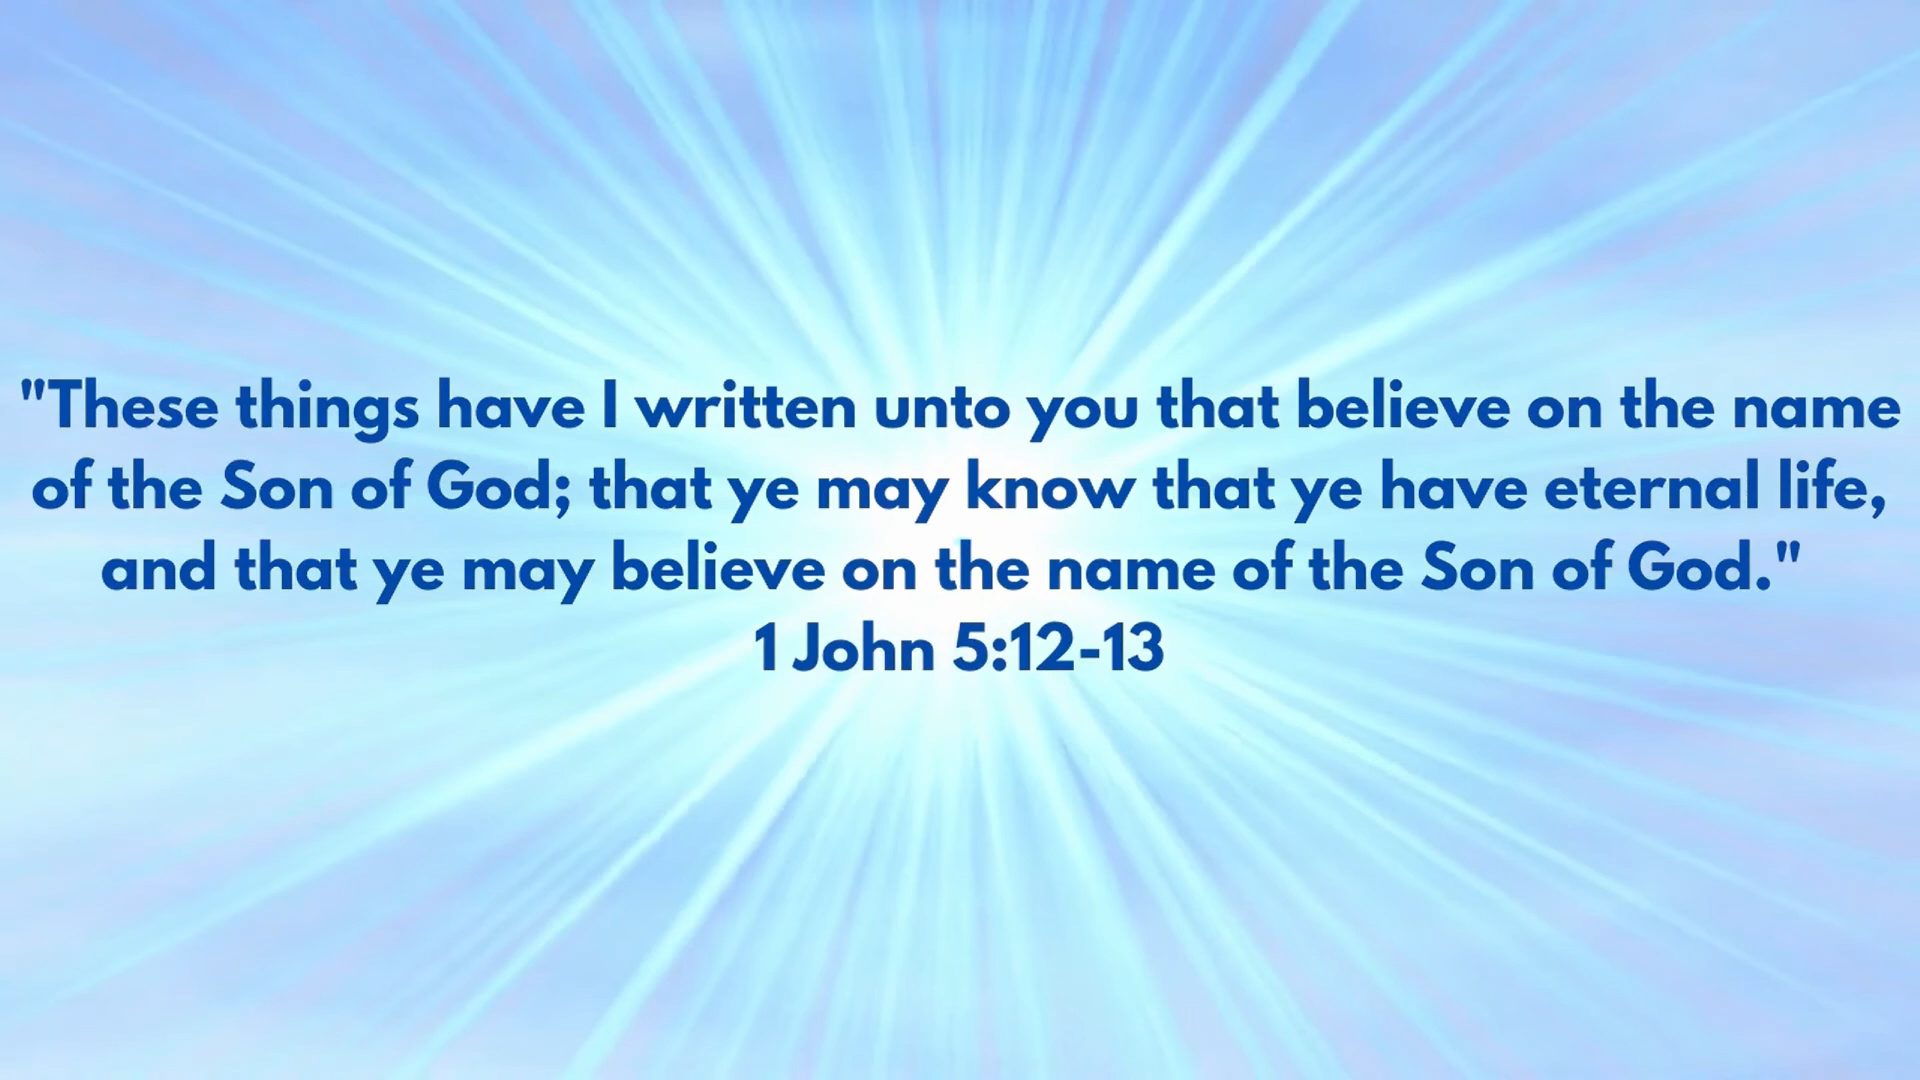 "These things have I written unto you that believe on the name
of the Son of God; that ye may know that ye have eternal life,
and that ye may believe on the name of the Son of God."
1 John 5:12-13